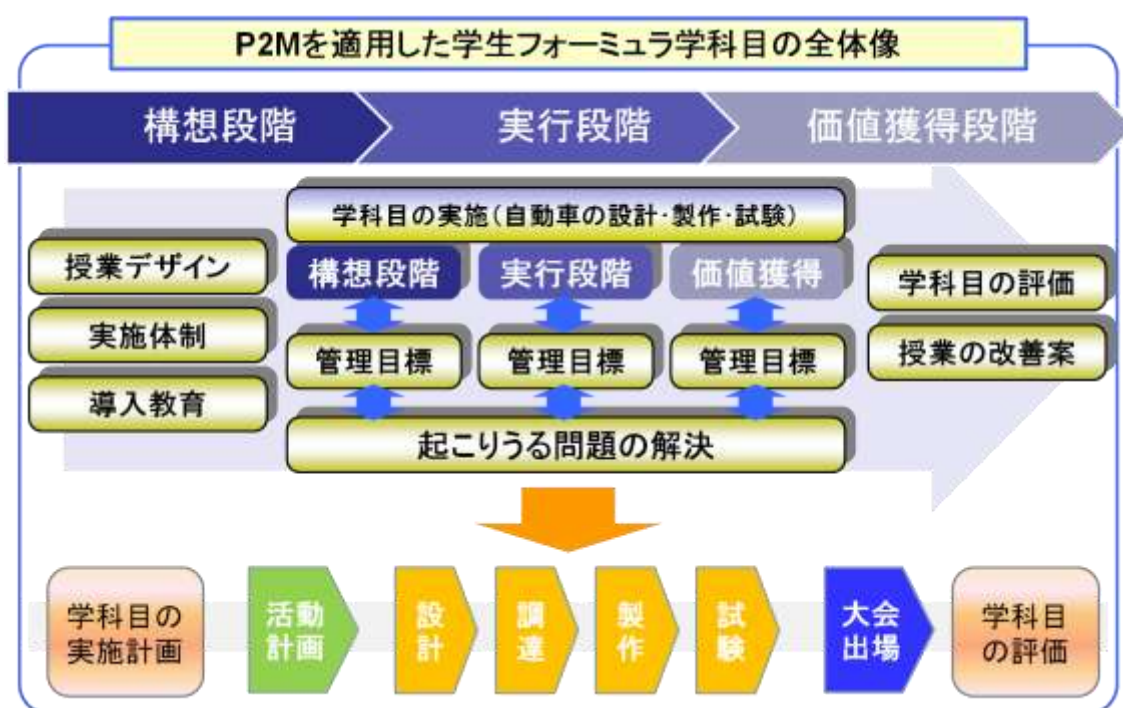 P2Mを適用した学生フォーミュラ学科目の全体像
構想段階
実行段階
価値獲得段階
学科目の実施(自動車の設計・製作・試験)
授業デザイン
実施体制
導入教育
構想段階
実行段階
価値獲得
管理目標
管理目標
管理目標
起こりうる問題の解決
学科目の評価
授業の改善案
学科目の
実施計画
活動
計画
設
計
調
達
製
作
試
験
大会
出場
学科目
の評価